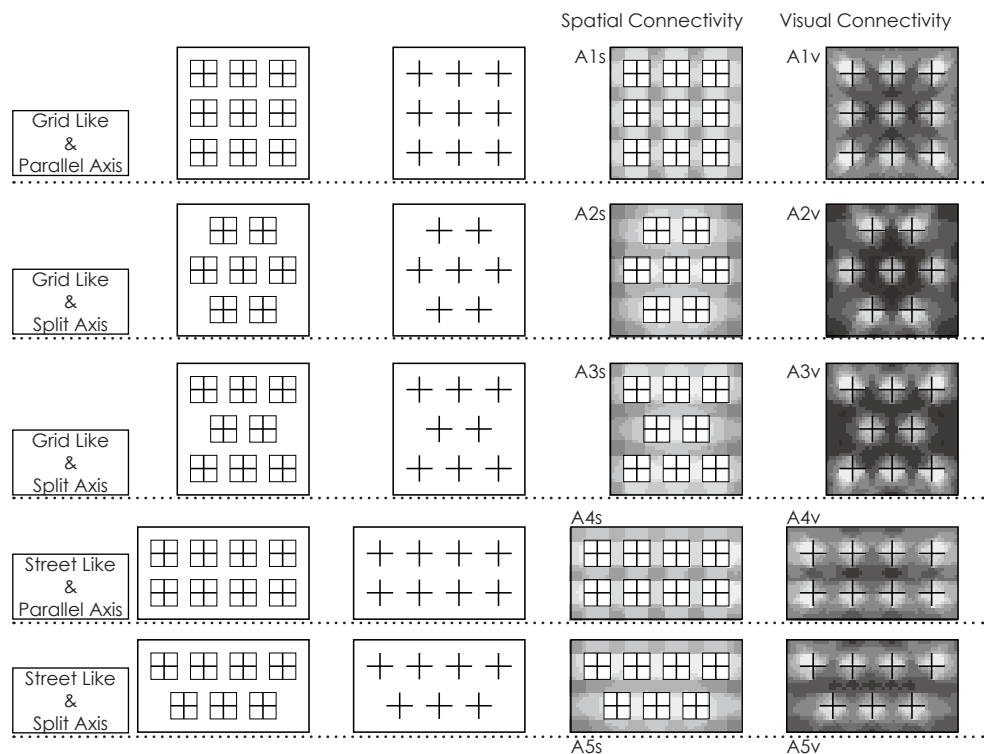 Spatial Connectivity Visual Connectivity
A1s A1v
Grid Like
&
Parallel Axis
A2s A2v
Grid Like
&
Split Axis
A3s A3v
Grid Like
&
Split Axis
A4s A4v
Street Like
&
Parallel Axis
Street Like
&
Split Axis
A5s A5v